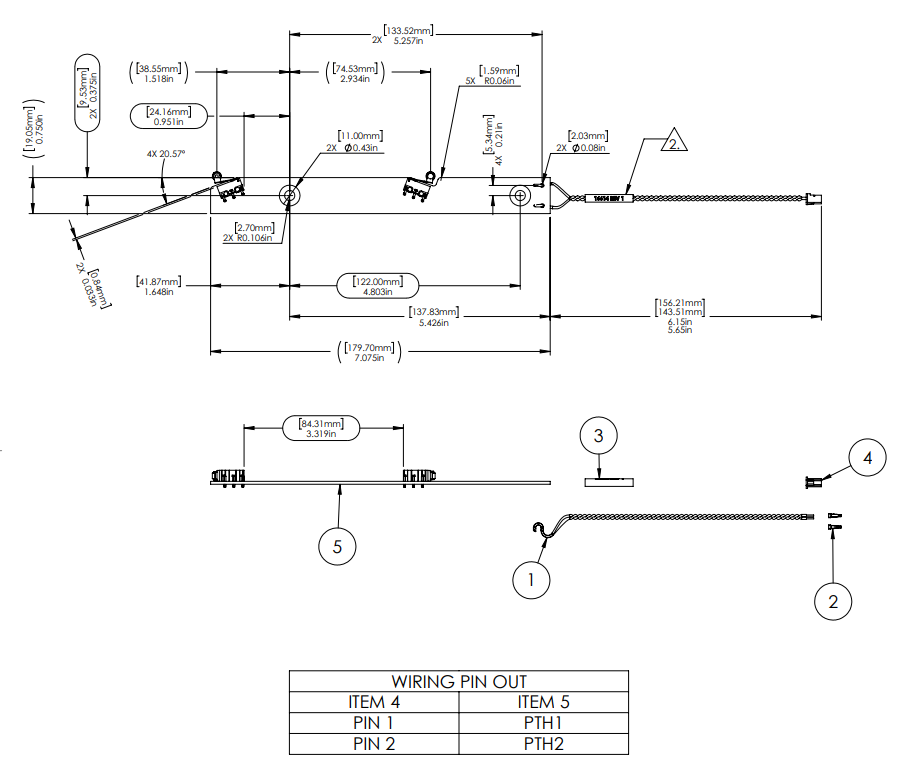 [133.52mm]
2X 5.257in
[38.55mm]
1.518in
[74.53mm]
2.934in
[1.59mm]
5X R0.06in
[9.53mm]
2X 0.375in
[19.05mm]
0.750in
[24.16mm]
0.951in
[11.00mm]
2X Ø0.43in
[5.34mm]
4X 0.21in
[2.03mm]
2X Ø0.08in
2.
4X 20.57°
[2.70mm]
2X R0.106in
[0.84mm]
2X 0.033in
[41.87mm]
1.648in
[122.00mm]
4.803in
[137.83mm]
5.426in
[156.21mm]
[143.51mm]
6.15in
5.65in
([179.70mm])
7.075in
[84.31mm]
3.319in
3
4
5
1
2
WIRING PIN OUT
ITEM 4 ITEM 5
PIN 1 PTH1
PIN 2 PTH2